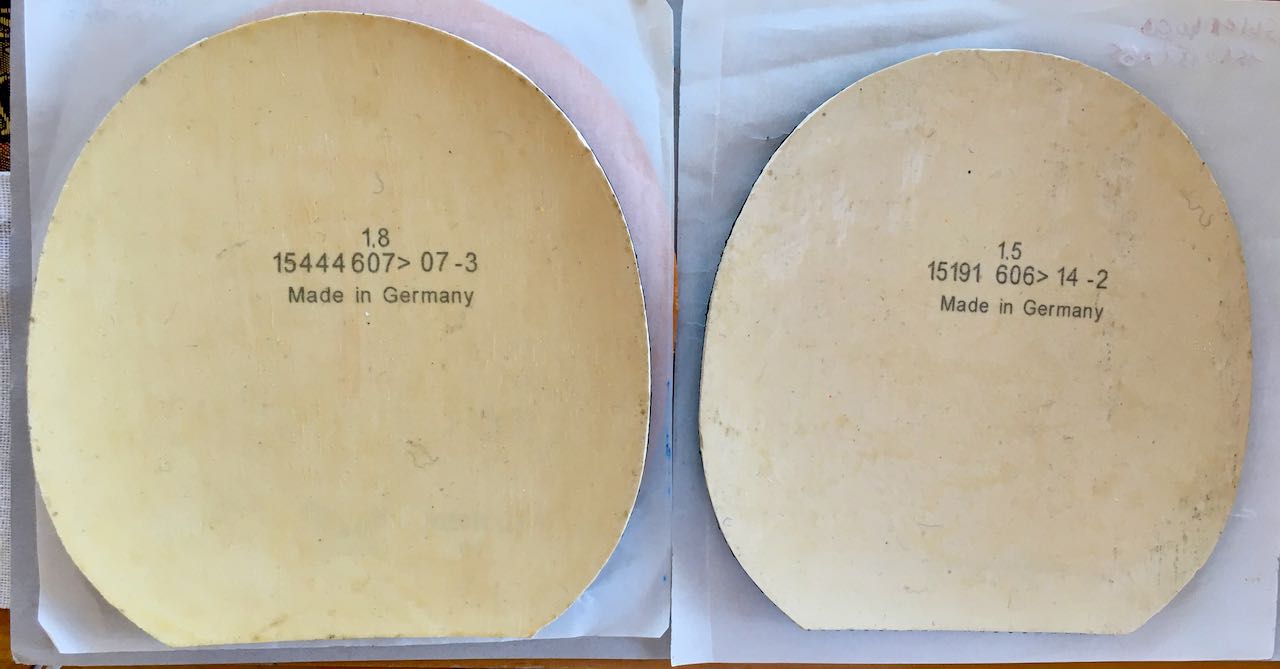 1.8
15444 607> 07-3
Made in Germany
1.5
15191 606> 14-2
Made in Germany